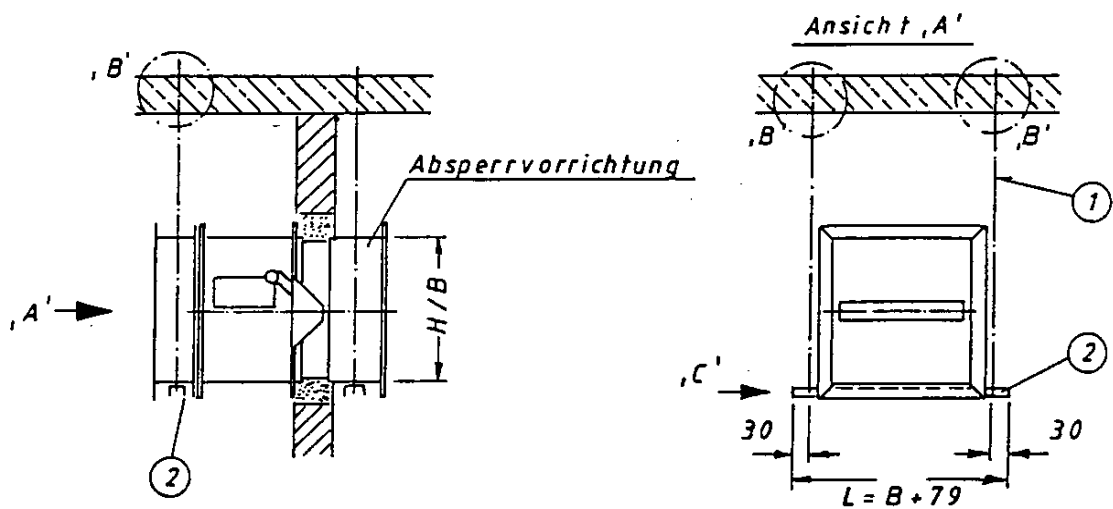 Ansicht ‚A'
‚B'
‚B'
‚B'
Absperrvorrichtung
1
‚A'
H/B
‚C'
2
30
30
2
L = B + 79